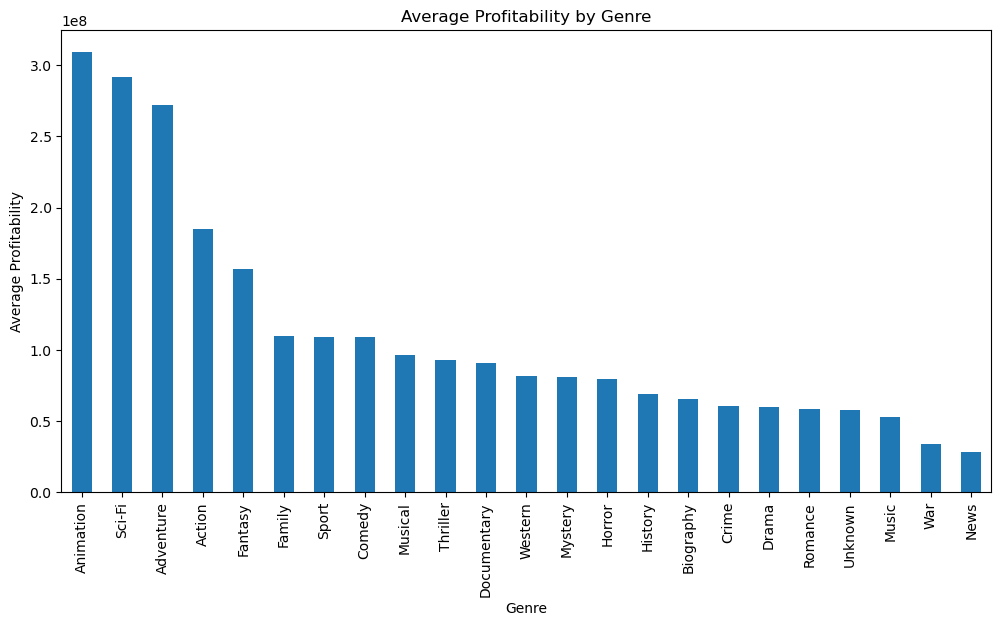 Average Profitability by Genre
1e8
3.0
2.5
2.0
1.5
1.0
0.5
0.0
Average Profitability
Animation
Sci-Fi
Adventure
Action
Fantasy
Family
Sport
Comedy
Musical
Thriller
Documentary
Western
Mystery
Horror
History
Biography
Crime
Drama
Romance
Unknown
Music
War
News
Genre